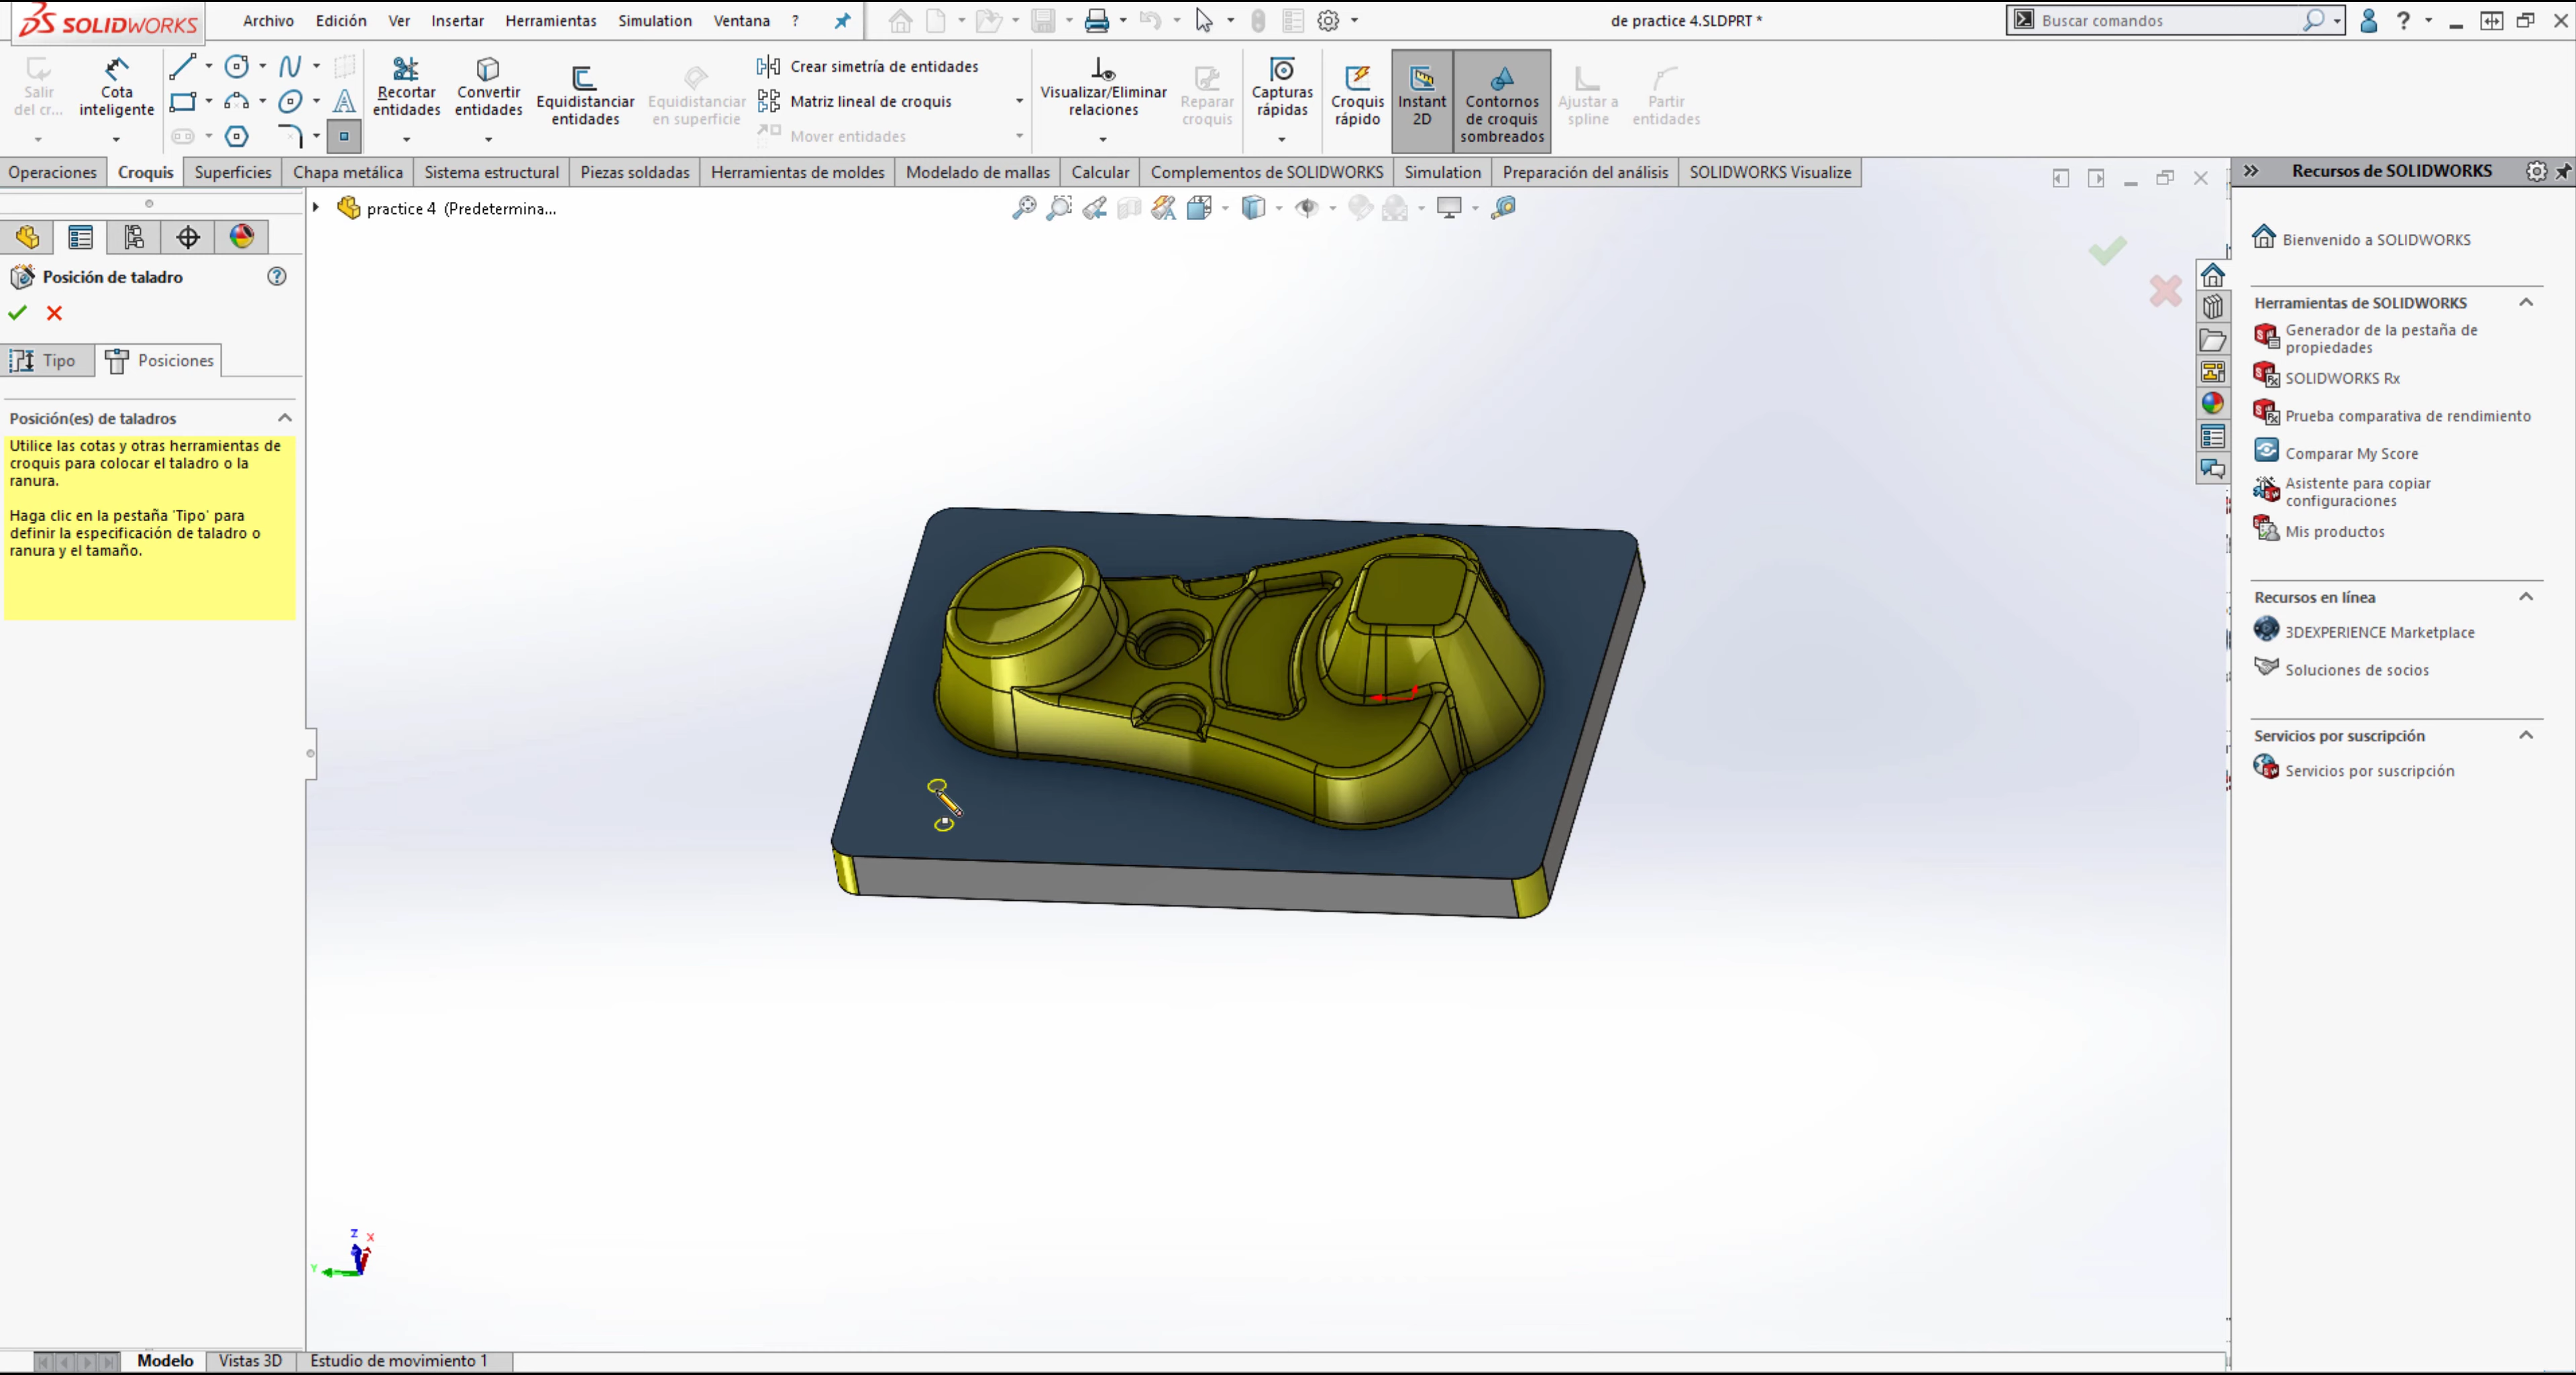 SOLIDWORKS
Archivo Edición Ver Insertar Herramientas Simulation Ventana ?
de practice 4.SLDPRT *
Buscar comandos
?
Salir
del cr...
Cota
inteligente
Recortar
entidades
Convertir
entidades
Equidistanciar
entidades
Equidistanciar
en superficie
Crear simetría de entidades
Matriz lineal de croquis
Mover entidades
Visualizar/Eliminar
relaciones
Reparar
croquis
Capturas
rápidas
Croquis
rápido
Instant
2D
Contornos
de croquis
sombreados
Ajustar a
spline
Partir
entidades
Operaciones Croquis Superficies Chapa metálica Sistema estructural Piezas soldadas Herramientas de moldes Modelado de mallas Calcular Complementos de SOLIDWORKS Simulation Preparación del análisis SOLIDWORKS Visualize
practice 4 (Predetermina...
Posición de taladro
Tipo Posiciones
Posición(es) de taladros
Utilice las cotas y otras herramientas de
croquis para colocar el taladro o la
ranura.
Haga clic en la pestaña 'Tipo' para
definir la especificación de taladro o
ranura y el tamaño.
Z X
Y
Recursos de SOLIDWORKS
Bienvenido a SOLIDWORKS
Herramientas de SOLIDWORKS
Generador de la pestaña de
propiedades
SOLIDWORKS Rx
Prueba comparativa de rendimiento
Comparar My Score
Asistente para copiar
configuraciones
Mis productos
Recursos en línea
3DEXPERIENCE Marketplace
Soluciones de socios
Servicios por suscripción
Servicios por suscripción
Modelo Vistas 3D Estudio de movimiento 1